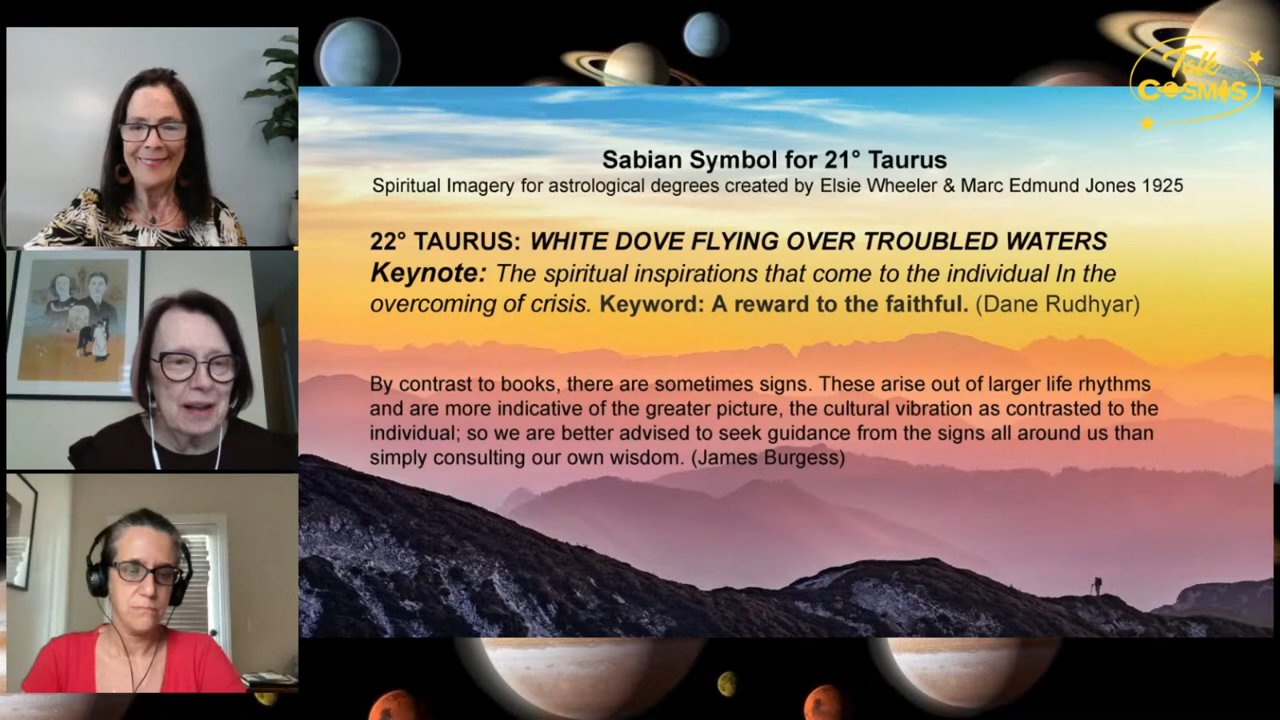 Talk
COSMOS
Sabian Symbol for 21° Taurus
Spiritual Imagery for astrological degrees created by Elsie Wheeler & Marc Edmund Jones 1925
22° TAURUS: WHITE DOVE FLYING OVER TROUBLED WATERS
Keynote: The spiritual inspirations that come to the individual In the
overcoming of crisis. Keyword: A reward to the faithful. (Dane Rudhyar)
By contrast to books, there are sometimes signs. These arise out of larger life rhythms
and are more indicative of the greater picture, the cultural vibration as contrasted to the
individual; so we are better advised to seek guidance from the signs all around us than
simply consulting our own wisdom. (James Burgess)